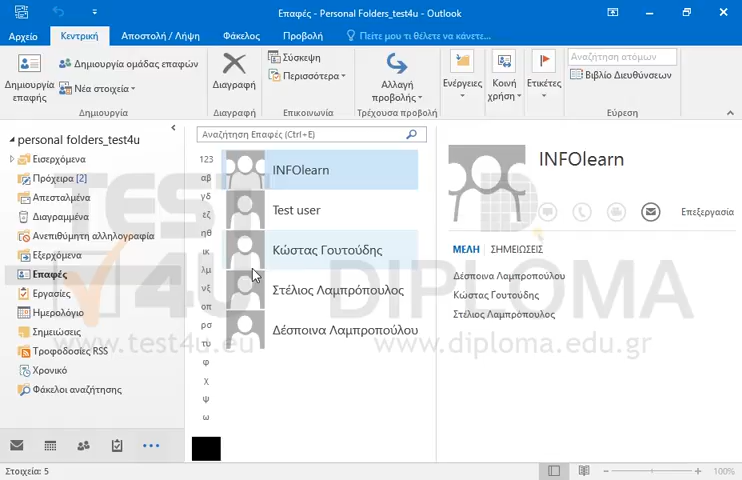 Επαφές - Personal Folders_test4u - Outlook
Αρχείο
Κεντρική
Αποστολή / Λήψη
Φάκελος
Προβολή
Πείτε μου τι θέλετε να κάνετε...
Δημιουργία επαφής
Δημιουργία ομάδας επαφών
Νέα στοιχεία
Δημιουργία
Διαγραφή
Διαγραφή
Σύσκεψη
Περισσότερα
Επικοινωνία
Αλλαγή προβολής
Τρέχουσα προβολή
Ενέργειες
Κοινή χρήση
Ετικέτες
Αναζήτηση ατόμων
Βιβλίο Διευθύνσεων
Εύρεση
personal folders_test4u
Εισερχόμενα
Πρόχειρα [2]
Απεσταλμένα
Διαγραμμένα
Ανεπιθύμητη αλληλογραφία
Εξερχόμενα
Επαφές
Εργασίες
Ημερολόγιο
Σημειώσεις
Τροφοδοσίες RSS
Χρονικό
Φάκελοι αναζήτησης
Αναζήτηση Επαφές (Ctrl+E)
123
αβ
γδ
εζ
ηθ
ικ
λμ
νξ
οπ
ρσ
τυ
φ
χ
ψ
ω
INFOlearn
Test user
Κώστας Γουτούδης
Στέλιος Λαμπρόπουλος
Δέσποινα Λαμπροπούλου
INFOlearn
Επεξεργασία
ΜΕΛΗ
ΣΗΜΕΙΩΣΕΙΣ
Δέσποινα Λαμπροπούλου
Κώστας Γουτούδης
Στέλιος Λαμπρόπουλος
TEST
4U
www.test4u.eu
DIPLOMA
www.diploma.edu.gr
Στοιχεία: 5
100%